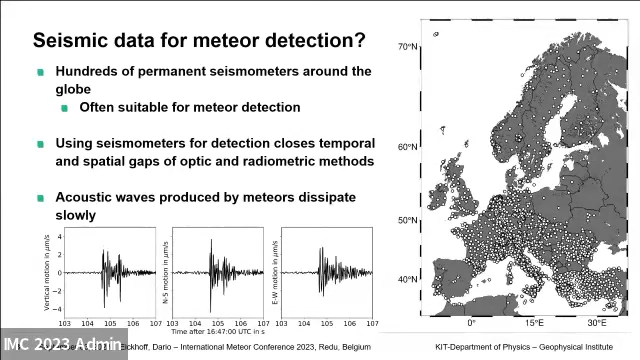 Seismic data for meteor detection?
Hundreds of permanent seismometers around the
globe
Often suitable for meteor detection
Using seismometers for detection closes temporal
and spatial gaps of optic and radiometric methods
Acoustic waves produced by meteors dissipate
slowly
Vertical motion in μm/s
4
2
0
−2
−4
103 104 105 106 107
N-S motion in μm/s
103 104 105 106 107
Time after 16:47:00 UTC in s
E-W motion in μm/s
103 104 105 106 107
70°N
60°N
50°N
40°N
0° 15°E 30°E
IMC 2023 Admin
Eickhoff, Dario – International Meteor Conference 2023, Redu, Belgium
KIT-Department of Physics – Geophysical Institute